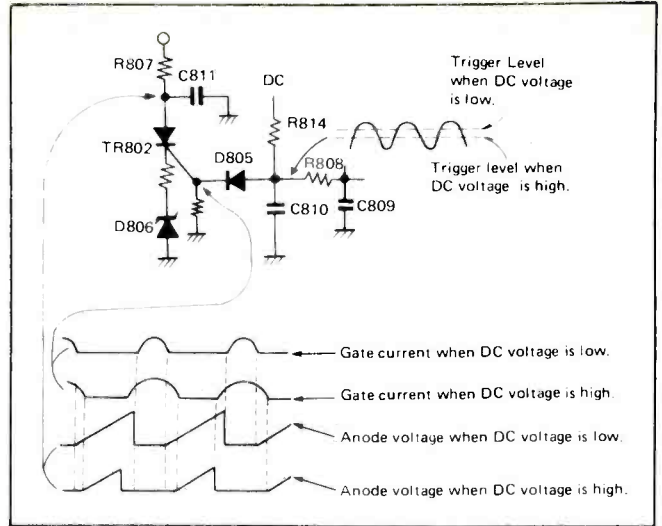 R807
C811
DC
Trigger Level
when DC voltage
is low.
R814
TR802
D805
R808
Trigger level when
DC voltage is high.
D806
C810
C809
Gate current when DC voltage is low.
Gate current when DC voltage is high.
Anode voltage when DC voltage is low.
Anode voltage when DC voltage is high.